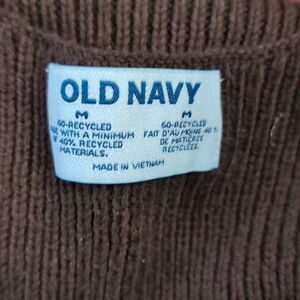 OLD NAVY
M M
GO-RECYCLED GO-RECYCLED
WITH A MINIMUM FAIT D'AU MOINS 40 %
40% RECYCLED DE MATIÈRES
MATERIALS. RECYCLÉES.
MADE IN VIETNAM